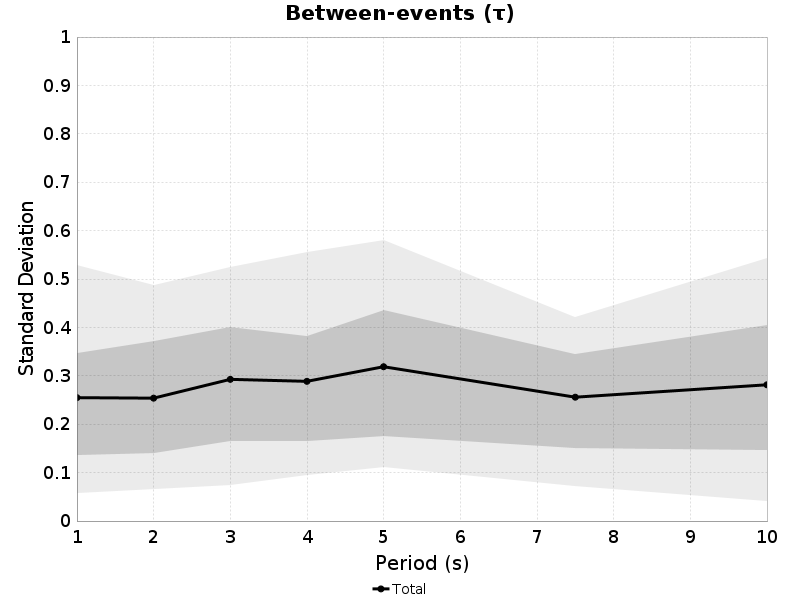 Between-events (τ)
1
0.9
0.8
0.7
0.6
0.5
0.4
0.3
0.2
0.1
0
Standard Deviation
1 2 3 4 5 6 7 8 9 10
Period (s)
Total